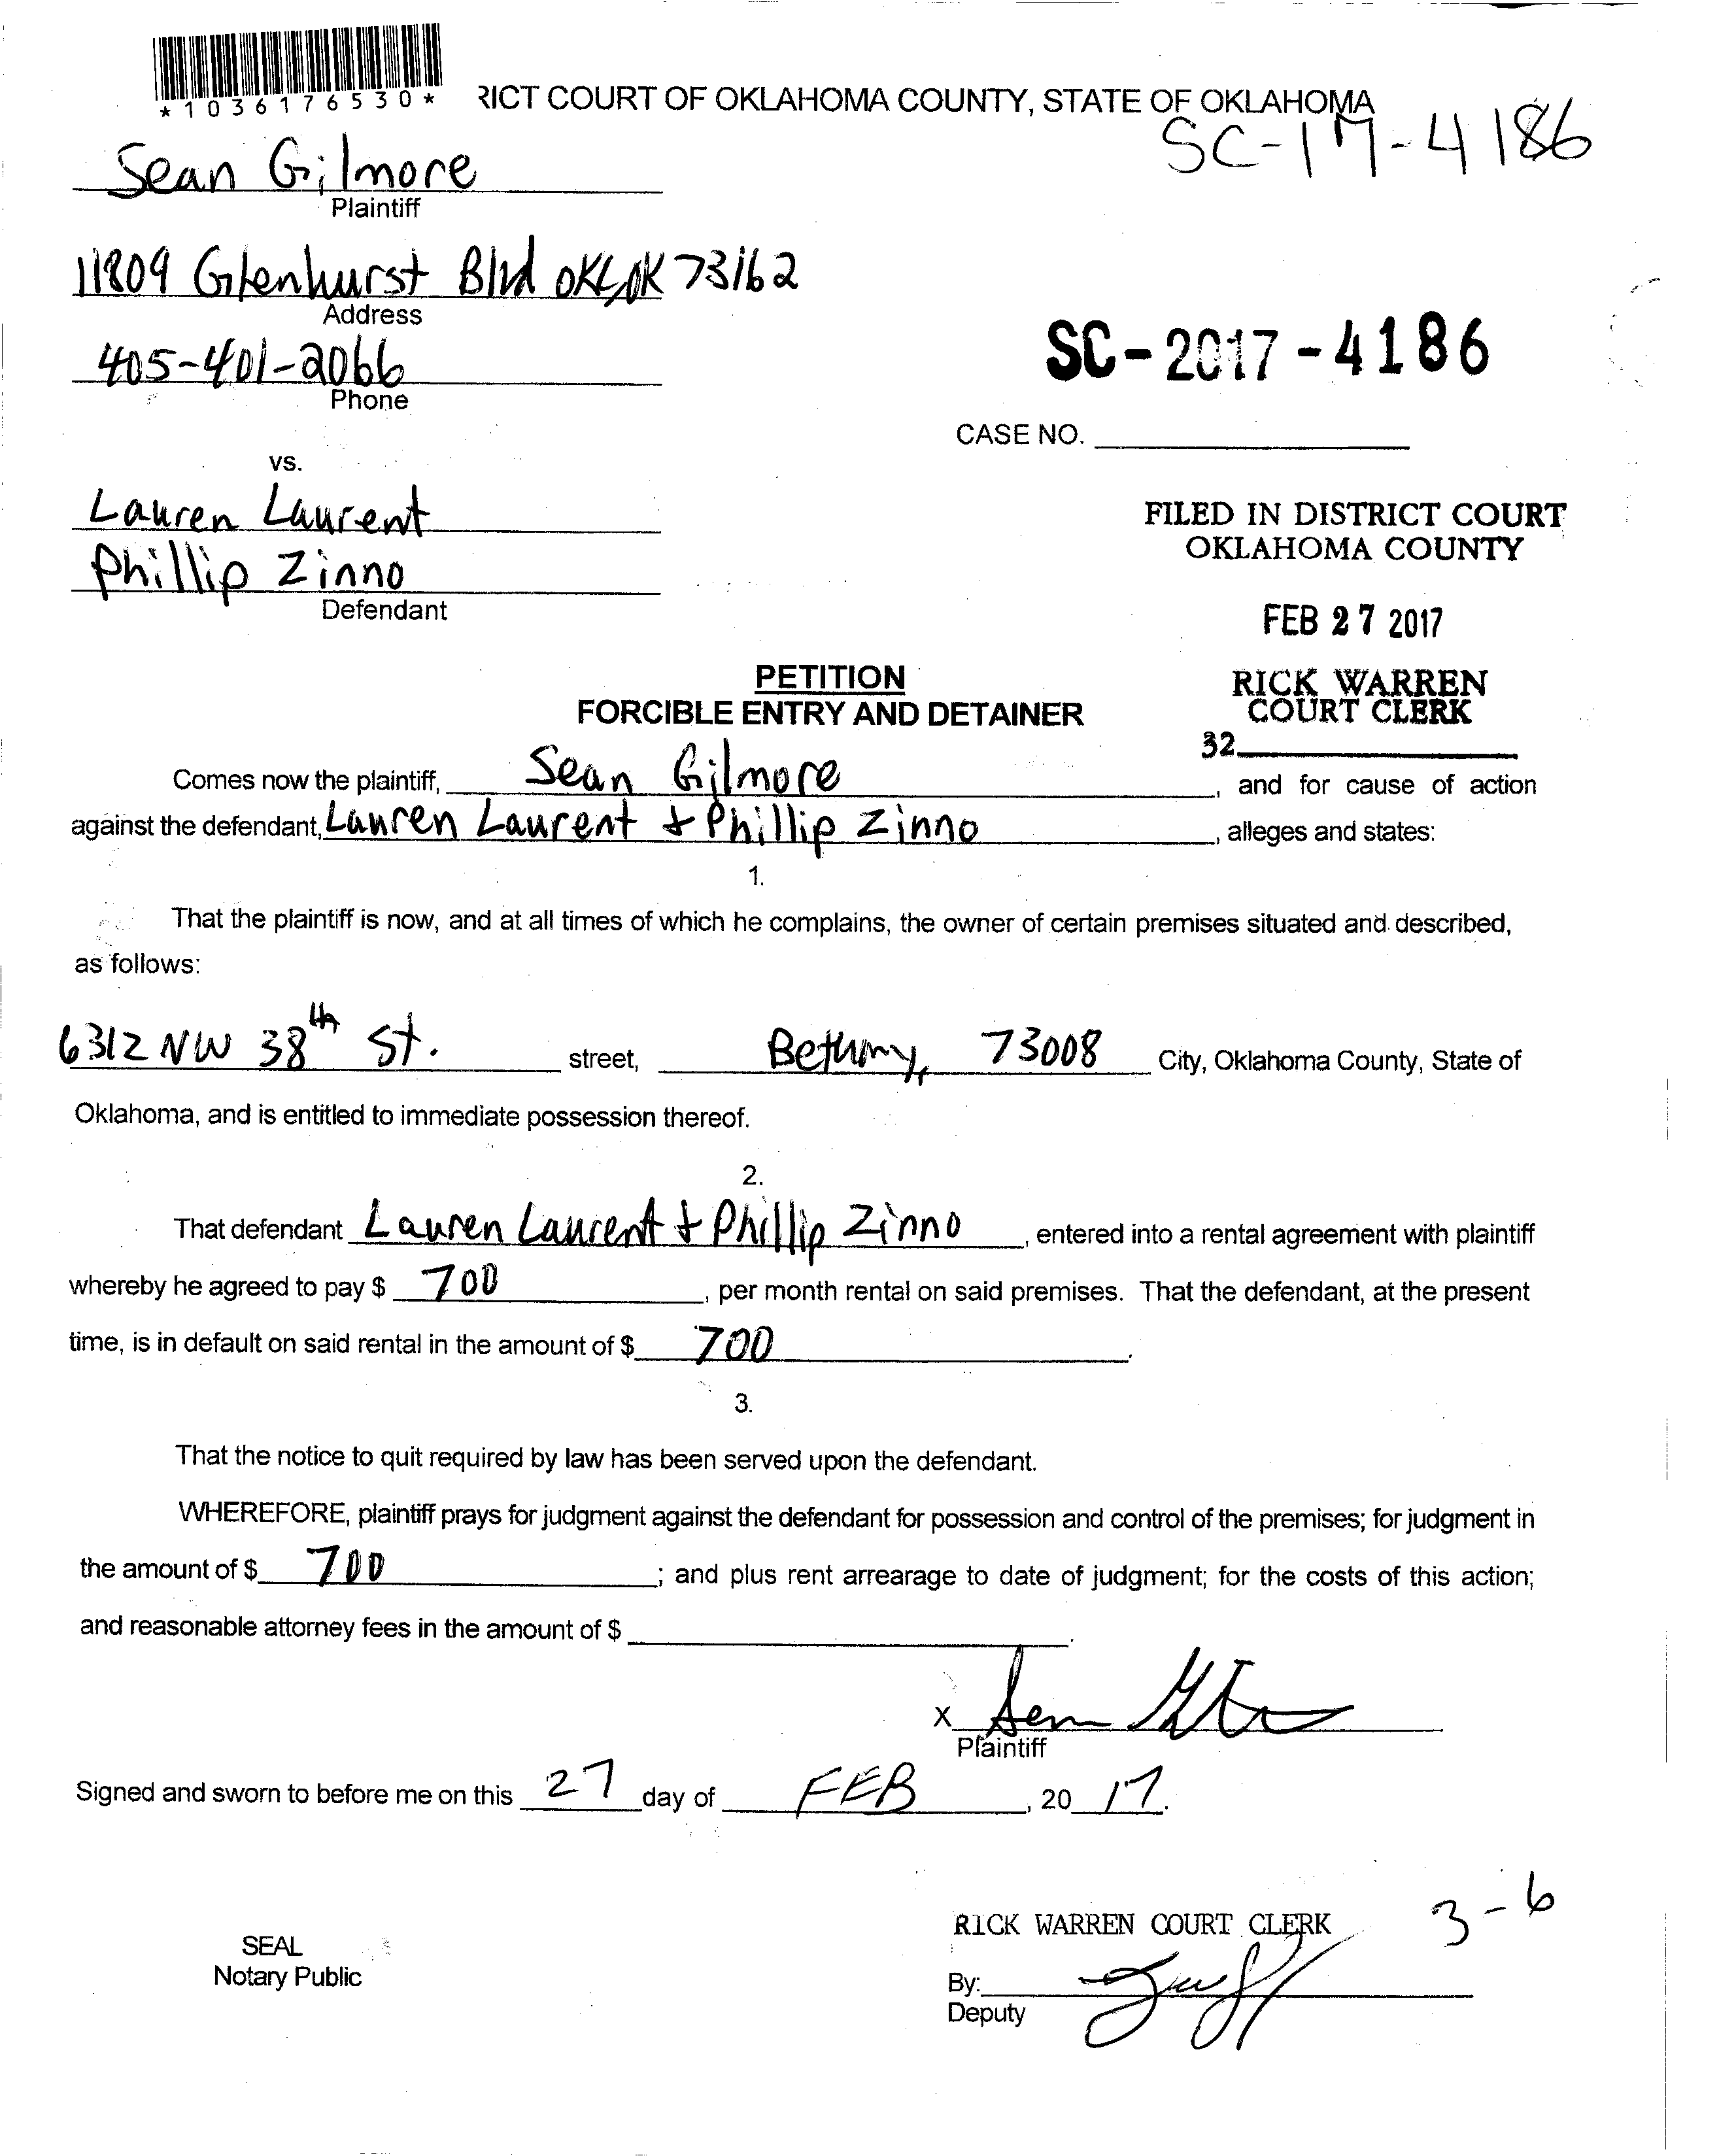 *1036176530*
RICT COURT OF OKLAHOMA COUNTY, STATE OF OKLAHOMA
SC-17-4186
Sean Gilmore
Plaintiff
11809 Glenhurst Blvd OKC, OK 73162
Address
405-401-2066
Phone
SC-2017-4186
CASE NO.
vs.
Lauren Laurent
Phillip Zinno
Defendant
FILED IN DISTRICT COURT
OKLAHOMA COUNTY
FEB 27 2017
RICK WARREN
COURT CLERK
32
PETITION
FORCIBLE ENTRY AND DETAINER
Comes now the plaintiff, Sean Gilmore, and for cause of action
against the defendant, Lauren Laurent + Phillip Zinno, alleges and states:
1.
That the plaintiff is now, and at all times of which he complains, the owner of certain premises situated and described,
as follows:
6312 NW 38th St. street, Bethany, 73008 City, Oklahoma County, State of
Oklahoma, and is entitled to immediate possession thereof.
2.
That defendant Lauren Laurent + Phillip Zinno, entered into a rental agreement with plaintiff
whereby he agreed to pay $ 700, per month rental on said premises. That the defendant, at the present
time, is in default on said rental in the amount of $ 700.
3.
That the notice to quit required by law has been served upon the defendant.
WHEREFORE, plaintiff prays for judgment against the defendant for possession and control of the premises; for judgment in
the amount of $ 700; and plus rent arrearage to date of judgment; for the costs of this action;
and reasonable attorney fees in the amount of $ .
X
Plaintiff
Signed and sworn to before me on this 27 day of FEB, 20 17.
3-6
RICK WARREN COURT CLERK
SEAL
Notary Public
By:
Deputy